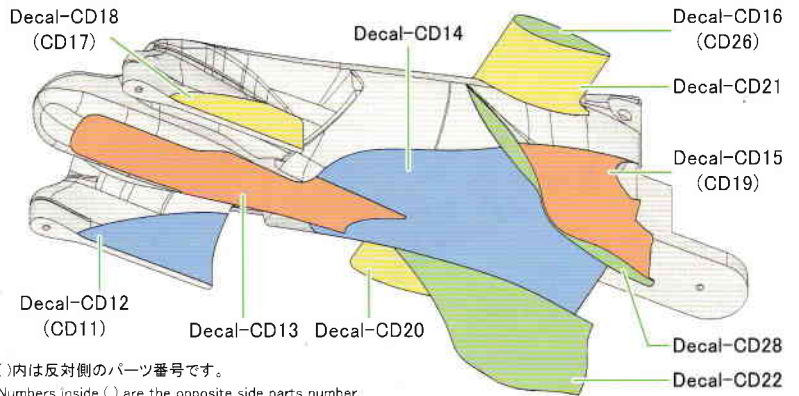 Decal-CD18
(CD17)
Decal-CD14
Decal-CD16
(CD26)
Decal-CD21
Decal-CD15
(CD19)
Decal-CD12
(CD11)
Decal-CD13
Decal-CD20
Decal-CD28
Decal-CD22
)内は反対側のパーツ番号です。
Numbers inside ( ) are the opposite side parts number.